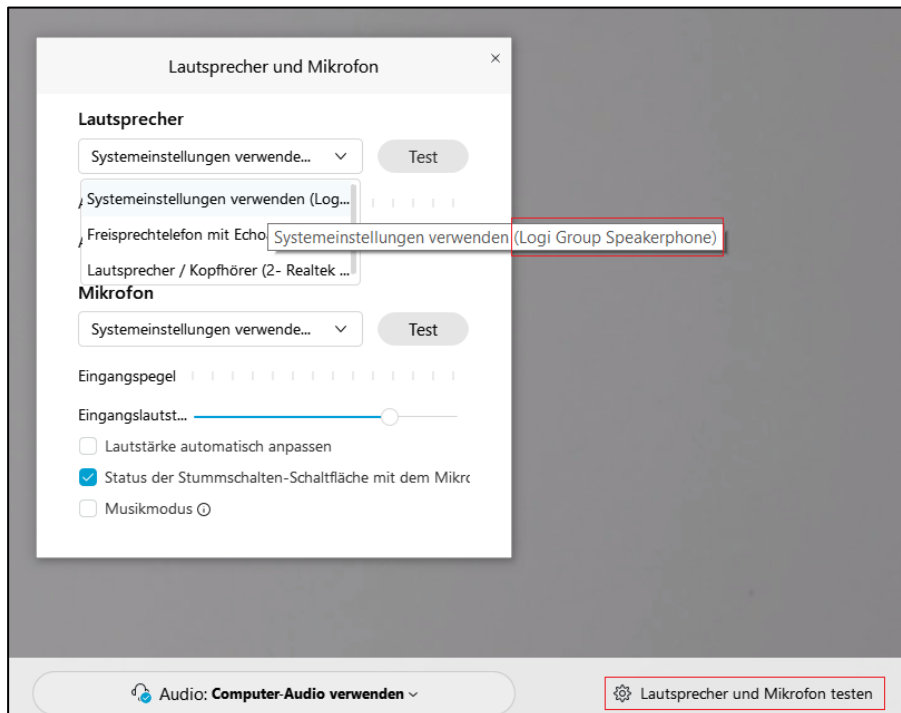 Lautsprecher und Mikrofon
Lautsprecher
Systemeinstellungen verwende...
Test
Systemeinstellungen verwenden (Log...
Freisprechtelefon mit Echo
Systemeinstellungen verwenden (Logi Group Speakerphone)
Lautsprecher / Kopfhörer (2- Realtek ...
Mikrofon
Systemeinstellungen verwende...
Test
Eingangspegel
Eingangslautst...
Lautstärke automatisch anpassen
Status der Stummschalten-Schaltfläche mit dem Mikro
Musikmodus
Audio: Computer-Audio verwenden
Lautsprecher und Mikrofon testen